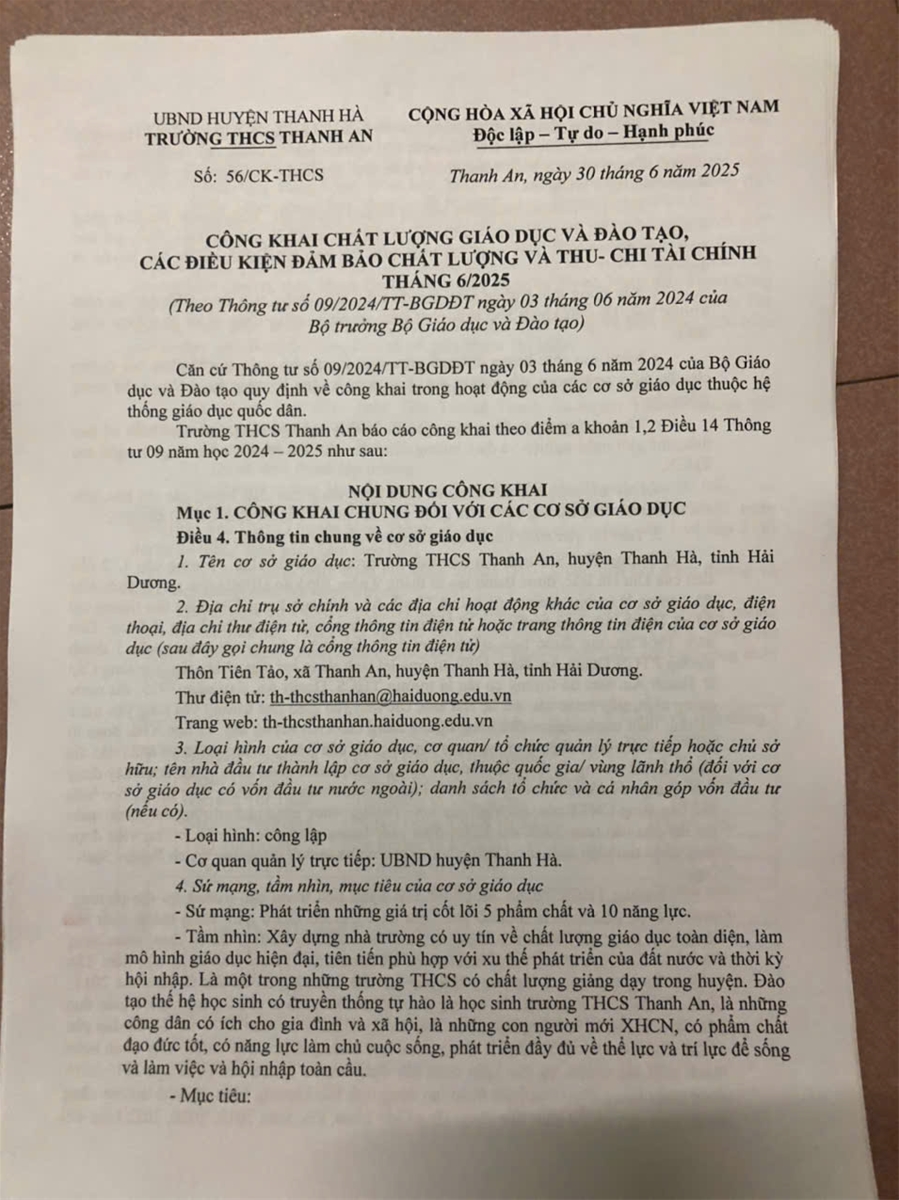 UBND HUYỆN THANH HÀ
TRƯỜNG THCS THANH AN
CỘNG HÒA XÃ HỘI CHỦ NGHĨA VIỆT NAM
Độc lập – Tự do – Hạnh phúc
Số: 56/CK-THCS
Thanh An, ngày 30 tháng 6 năm 2025
CÔNG KHAI CHẤT LƯỢNG GIÁO DỤC VÀ ĐÀO TẠO,
CÁC ĐIỀU KIỆN ĐẢM BẢO CHẤT LƯỢNG VÀ THU- CHI TÀI CHÍNH
THÁNG 6/2025
(Theo Thông tư số 09/2024/TT-BGDĐT ngày 03 tháng 06 năm 2024 của
Bộ trưởng Bộ Giáo dục và Đào tạo)
Căn cứ Thông tư số 09/2024/TT-BGDĐT ngày 03 tháng 6 năm 2024 của Bộ Giáo
dục và Đào tạo quy định về công khai trong hoạt động của các cơ sở giáo dục thuộc hệ
thống giáo dục quốc dân.
Trường THCS Thanh An báo cáo công khai theo điểm a khoản 1,2 Điều 14 Thông
tư 09 năm học 2024 – 2025 như sau:
NỘI DUNG CÔNG KHAI
Mục 1. CÔNG KHAI CHUNG ĐỐI VỚI CÁC CƠ SỞ GIÁO DỤC
Điều 4. Thông tin chung về cơ sở giáo dục
1. Tên cơ sở giáo dục: Trường THCS Thanh An, huyện Thanh Hà, tỉnh Hải
Dương.
2. Địa chỉ trụ sở chính và các địa chỉ hoạt động khác của cơ sở giáo dục, điện
thoại, địa chỉ thư điện tử, cổng thông tin điện tử hoặc trang thông tin điện của cơ sở giáo
dục (sau đây gọi chung là cổng thông tin điện tử)
Thôn Tiên Tảo, xã Thanh An, huyện Thanh Hà, tỉnh Hải Dương.
Thư điện tử: th-thcsthanhan@haiduong.edu.vn
Trang web: th-thcsthanhan.haiduong.edu.vn
3. Loại hình của cơ sở giáo dục, cơ quan/ tổ chức quản lý trực tiếp hoặc chủ sở
hữu; tên nhà đầu tư thành lập cơ sở giáo dục, thuộc quốc gia/ vùng lãnh thổ (đối với cơ
sở giáo dục có vốn đầu tư nước ngoài); danh sách tổ chức và cá nhân góp vốn đầu tư
(nếu có).
- Loại hình: công lập
- Cơ quan quản lý trực tiếp: UBND huyện Thanh Hà.
4. Sứ mạng, tầm nhìn, mục tiêu của cơ sở giáo dục
- Sứ mạng: Phát triển những giá trị cốt lõi 5 phẩm chất và 10 năng lực.
- Tầm nhìn: Xây dựng nhà trường có uy tín về chất lượng giáo dục toàn diện, làm
mô hình giáo dục hiện đại, tiên tiến phù hợp với xu thế phát triển của đất nước và thời kỳ
hội nhập. Là một trong những trường THCS có chất lượng giảng dạy trong huyện. Đào
tạo thế hệ học sinh có truyền thống tự hào là học sinh trường THCS Thanh An, là những
công dân có ích cho gia đình và xã hội, là những con người mới XHCN, có phẩm chất
đạo đức tốt, có năng lực làm chủ cuộc sống, phát triển đầy đủ về thể lực và trí lực để sống
và làm việc và hội nhập toàn cầu.
- Mục tiêu: